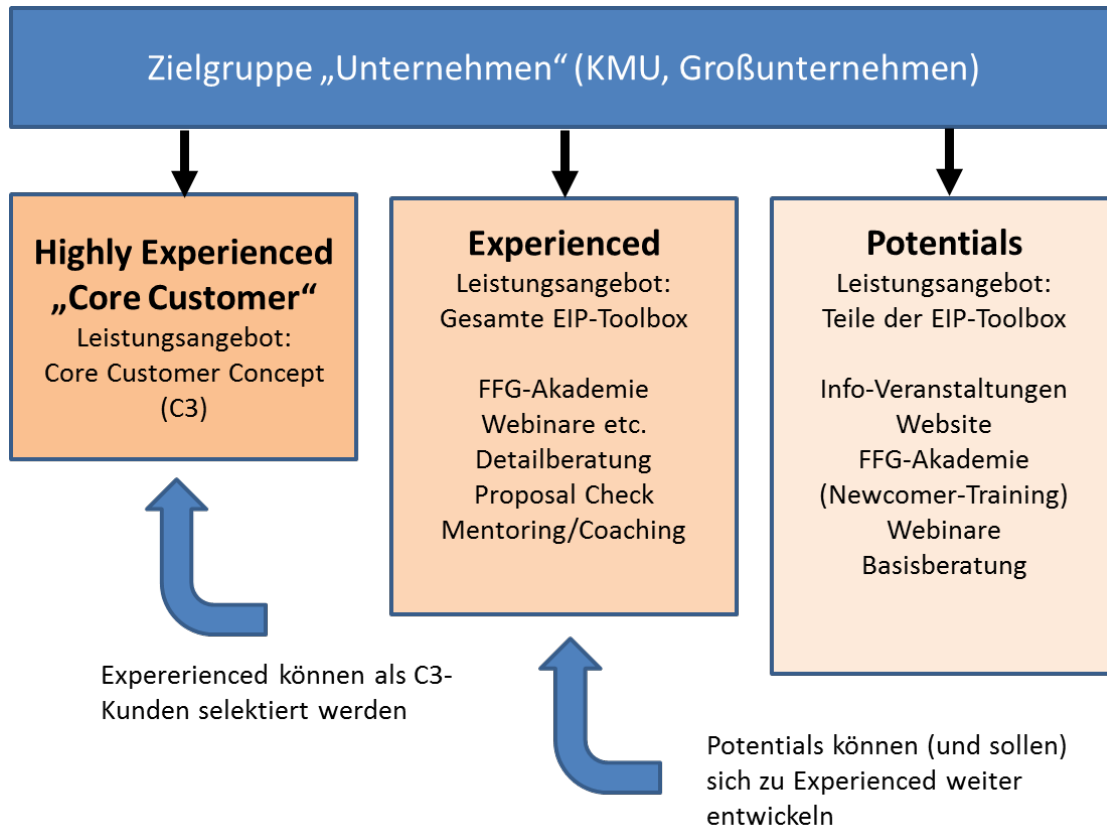 Zielgruppe „Unternehmen“ (KMU, Großunternehmen)
Highly Experienced
„Core Customer“
Leistungsangebot:
Core Customer Concept
(C3)
Experienced
Leistungsangebot:
Gesamte EIP-Toolbox
FFG-Akademie
Webinare etc.
Detailberatung
Proposal Check
Mentoring/Coaching
Potentials
Leistungsangebot:
Teile der EIP-Toolbox
Info-Veranstaltungen
Website
FFG-Akademie
(Newcomer-Training)
Webinare
Basisberatung
Expererienced können als C3-
Kunden selektiert werden
Potentials können (und sollen)
sich zu Experienced weiter
entwickeln